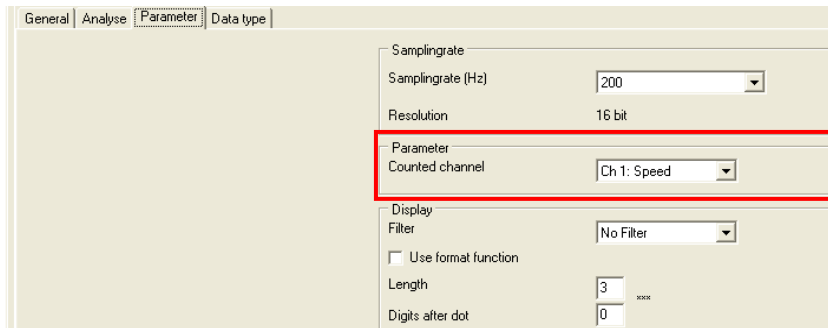 General Analyse Parameter Data type
Samplingrate
Samplingrate (Hz) 200
Resolution 16 bit
Parameter
Counted channel Ch 1: Speed
Display
Filter No Filter
Use format function
Length 3 xxx
Digits after dot 0